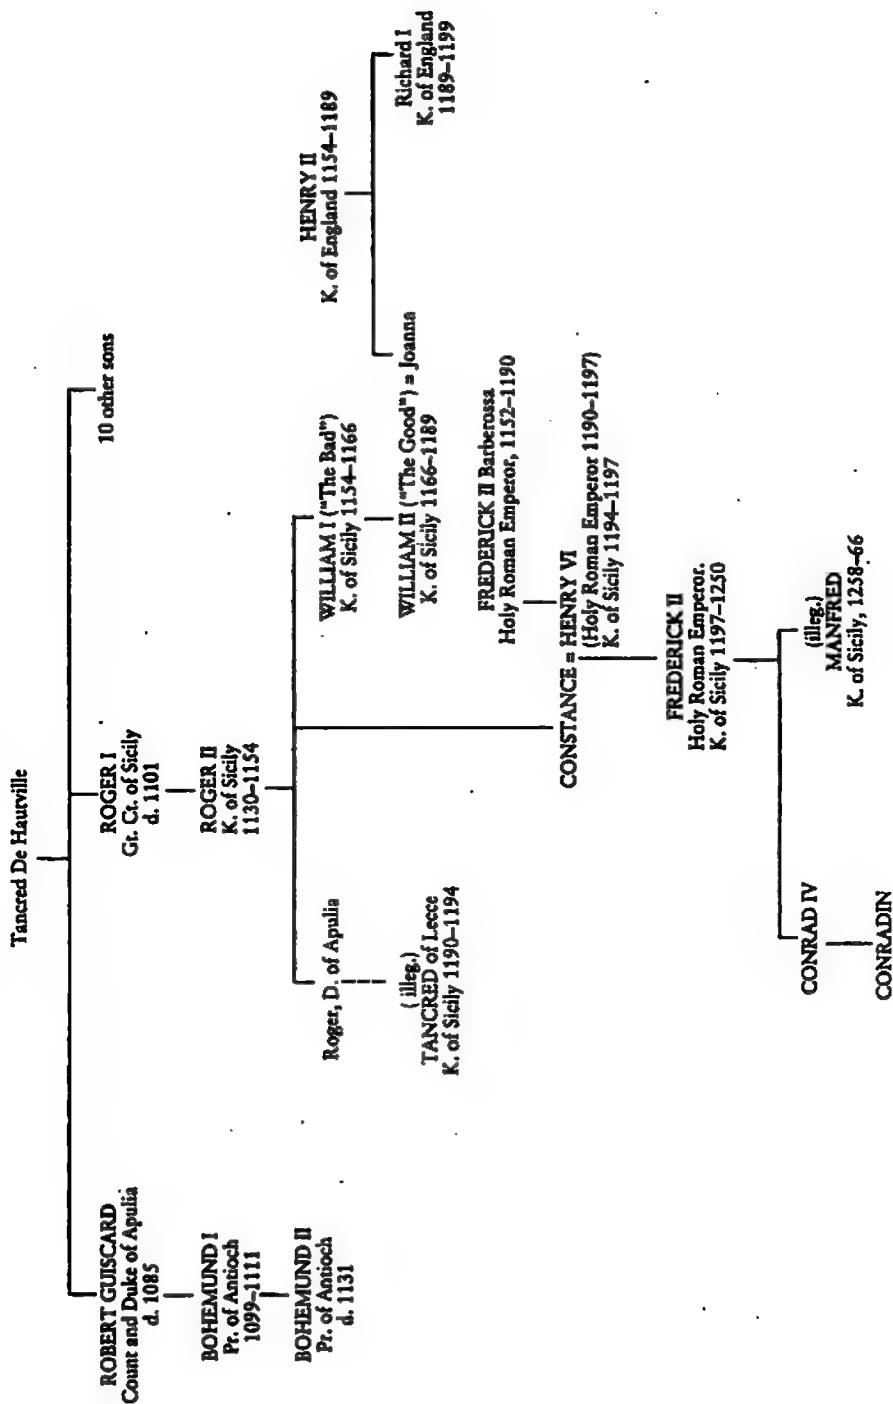 Tancred De Hautville
ROBERT GUISCARD
Count and Duke of Apulia
d. 1085
BOHEMUND I
Pr. of Antioch
1099–1111
BOHEMUND II
Pr. of Antioch
d. 1131
ROGER I
Gt. Ct. of Sicily
d. 1101
ROGER II
K. of Sicily
1130–1154
10 other sons
Roger, D. of Apulia
( illeg.)
TANCRED of Lecce
K. of Sicily 1190–1194
WILLIAM I ("The Bad")
K. of Sicily 1154–1166
WILLIAM II ("The Good") = Joanna
K. of Sicily 1166–1189
HENRY II
K. of England 1154–1189
Richard I
K. of England
1189–1199
FREDERICK II Barberossa
Holy Roman Emperor, 1152–1190
CONSTANCE = HENRY VI
(Holy Roman Emperor 1190–1197)
K. of Sicily 1194–1197
FREDERICK II
Holy Roman Emperor.
K. of Sicily 1197–1250
CONRAD IV
CONRADIN
(illeg.)
MANFRED
K. of Sicily, 1258–66